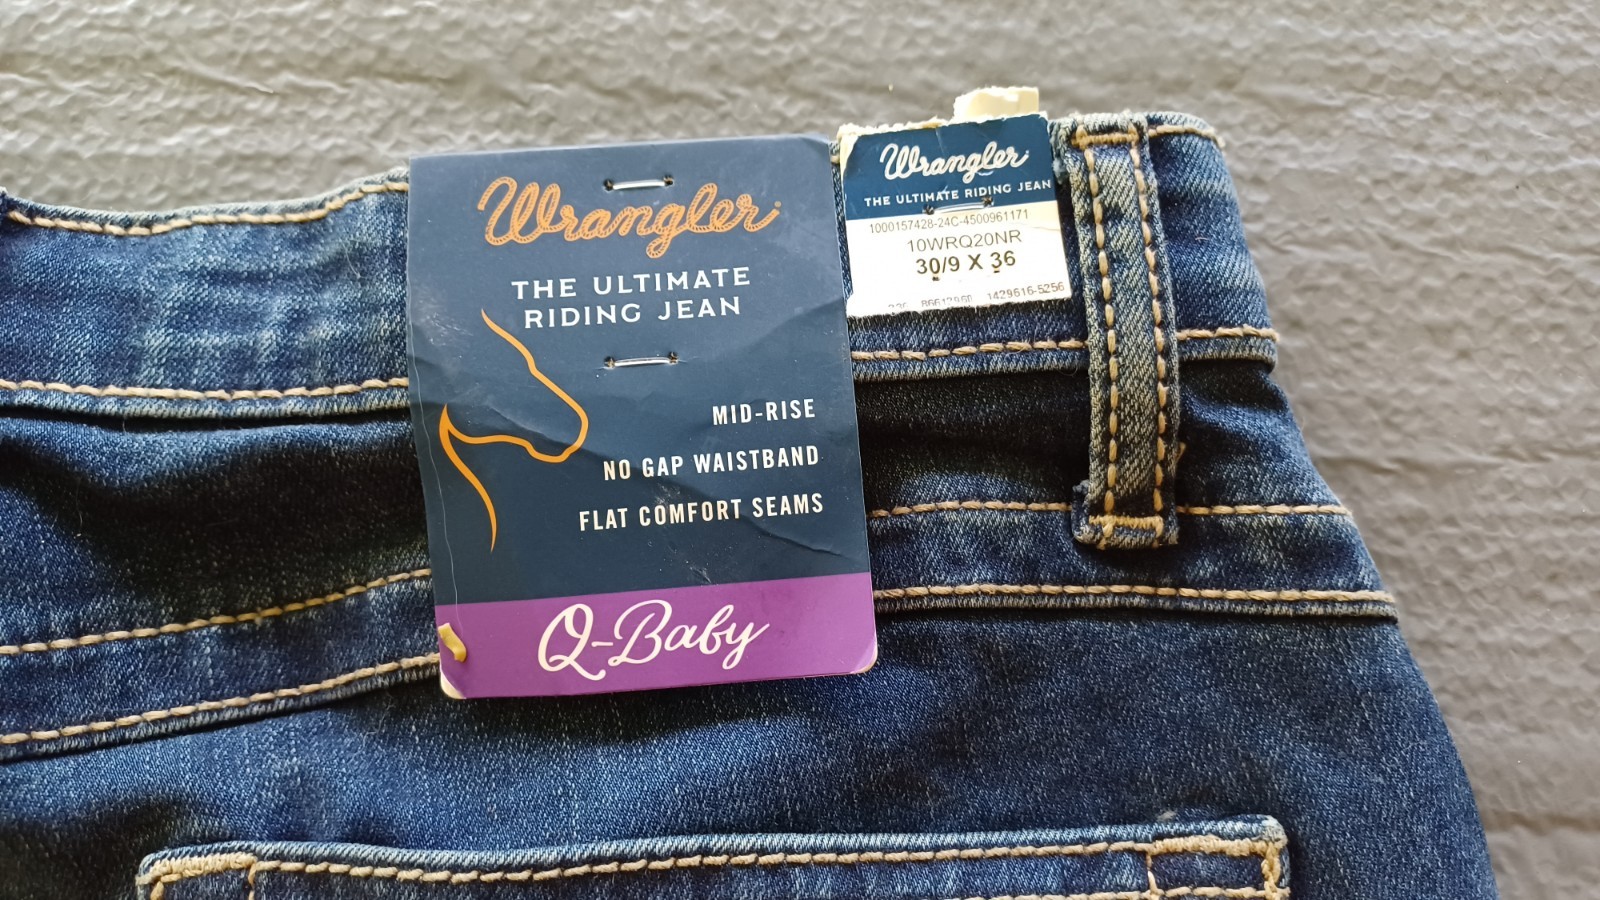 Wrangler
THE ULTIMATE
RIDING JEAN
MID-RISE
NO GAP WAISTBAND
FLAT COMFORT SEAMS
Q-Baby
Wrangler
THE ULTIMATE RIDING JEAN
1000157428-24C-4500961171
10WRQ20NR
30/9 X 36
1429616-5256